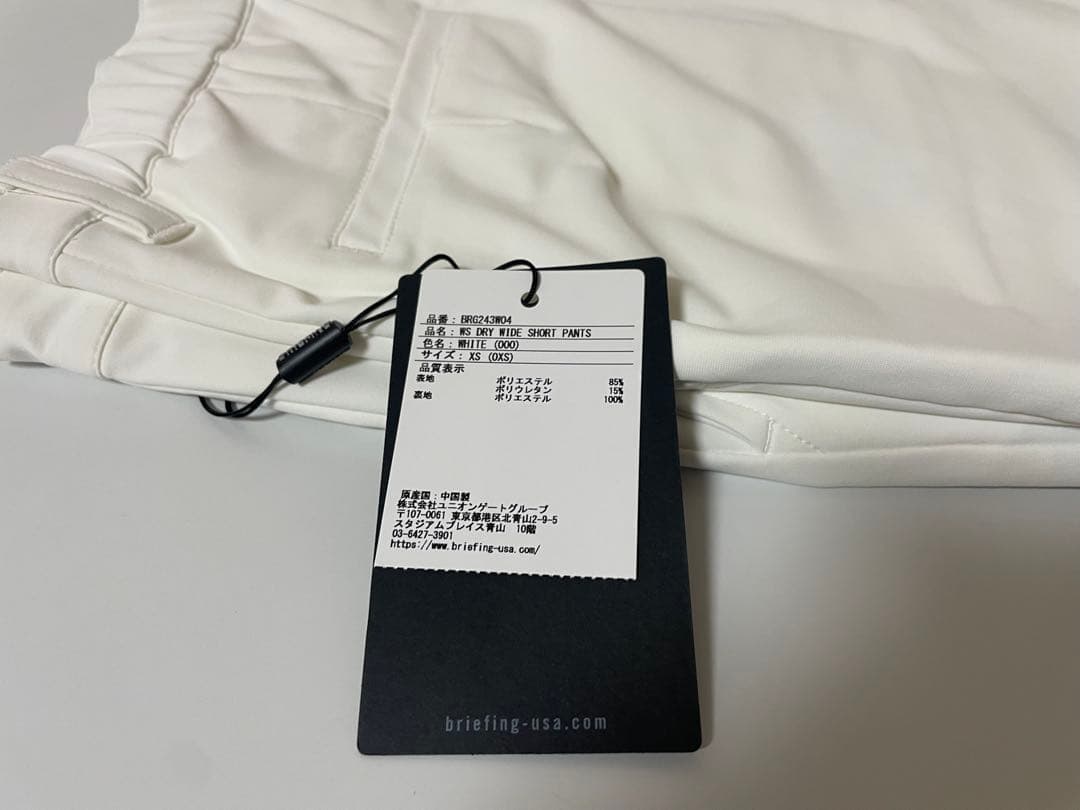 品番：BRG243W04
品名：WS DRY WIDE SHORT PANTS
色名：WHITE (000)
サイズ：XS (0XS)
品質表示
表地 ポリエステル 85%
ポリウレタン 15%
裏地 ポリエステル 100%
原産国：中国製
株式会社ユニオンゲートグループ
〒107-0061 東京都港区北青山2-9-5
スタジアムプレイス青山 10階
03-6427-3901
https://www.briefing-usa.com/
briefing-usa.com